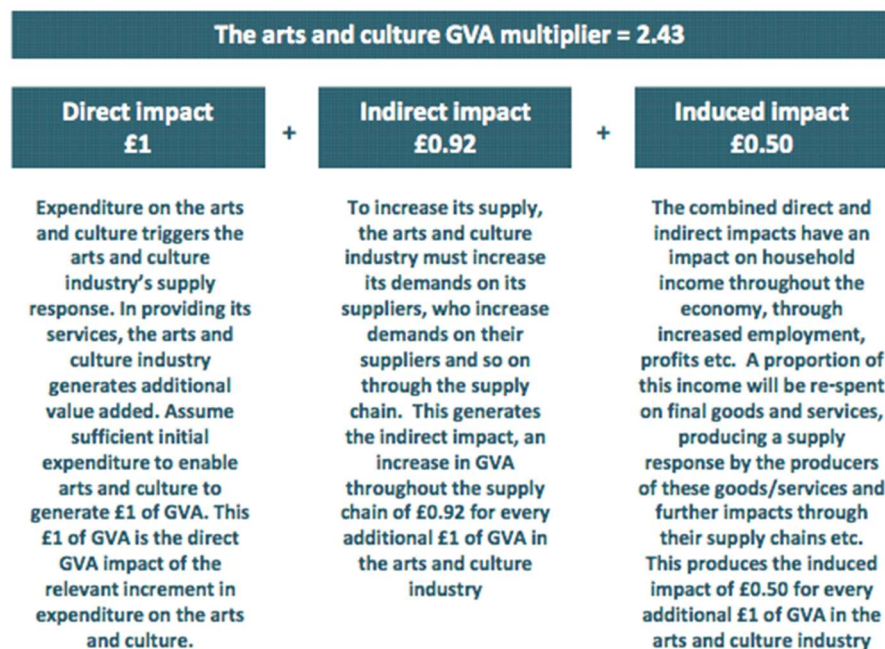 The arts and culture GVA multiplier = 2.43
Direct impact
£1
+
Indirect impact
£0.92
+
Induced impact
£0.50
Expenditure on the arts
and culture triggers the
arts and culture
industry's supply
response. In providing its
services, the arts and
culture industry
generates additional
value added. Assume
sufficient initial
expenditure to enable
arts and culture to
generate £1 of GVA. This
£1 of GVA is the direct
GVA impact of the
relevant increment in
expenditure on the arts
and culture.
To increase its supply,
the arts and culture
industry must increase
its demands on its
suppliers, who increase
demands on their
suppliers and so on
through the supply
chain. This generates
the indirect impact, an
increase in GVA
throughout the supply
chain of £0.92 for every
additional £1 of GVA in
the arts and culture
industry
The combined direct and
indirect impacts have an
impact on household
income throughout the
economy, through
increased employment,
profits etc. A proportion of
this income will be re-spent
on final goods and services,
producing a supply
response by the producers
of these goods/services and
further impacts through
their supply chains etc.
This produces the induced
impact of £0.50 for every
additional £1 of GVA in the
arts and culture industry